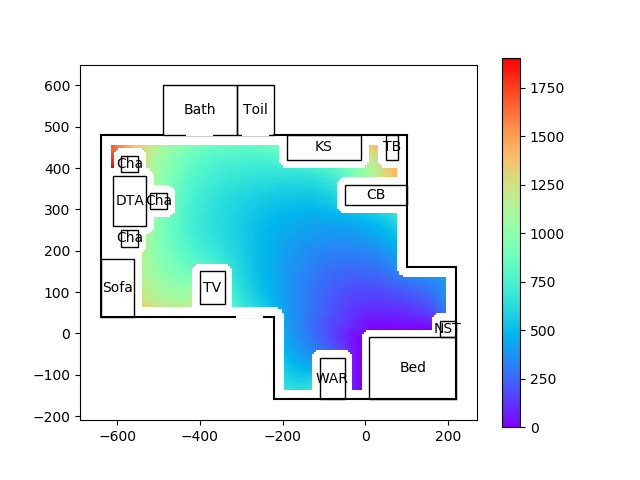 600
500
400
300
200
100
0
−100
−200
−600
−400
−200
0
200
Bath
Toil
KS
TB
Cha
CB
DTA
Cha
Cha
Sofa
TV
NST
WAR
Bed
1750
1500
1250
1000
750
500
250
0